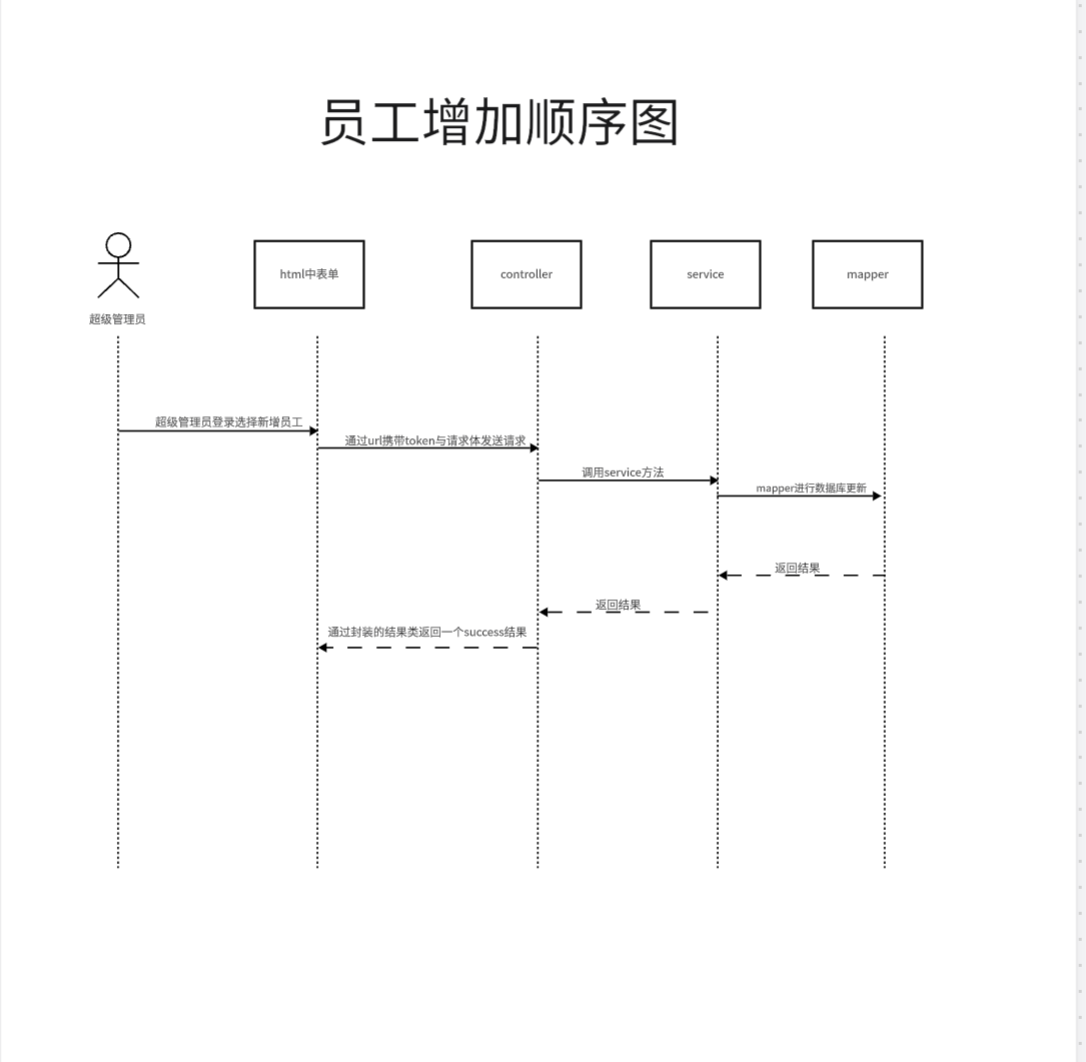 员工增加顺序图
超级管理员
html中表单
controller
service
mapper
超级管理员登录选择新增员工
通过url携带token与请求体发送请求
调用service方法
mapper进行数据库更新
返回结果
返回结果
通过封装的结果类返回一个success结果